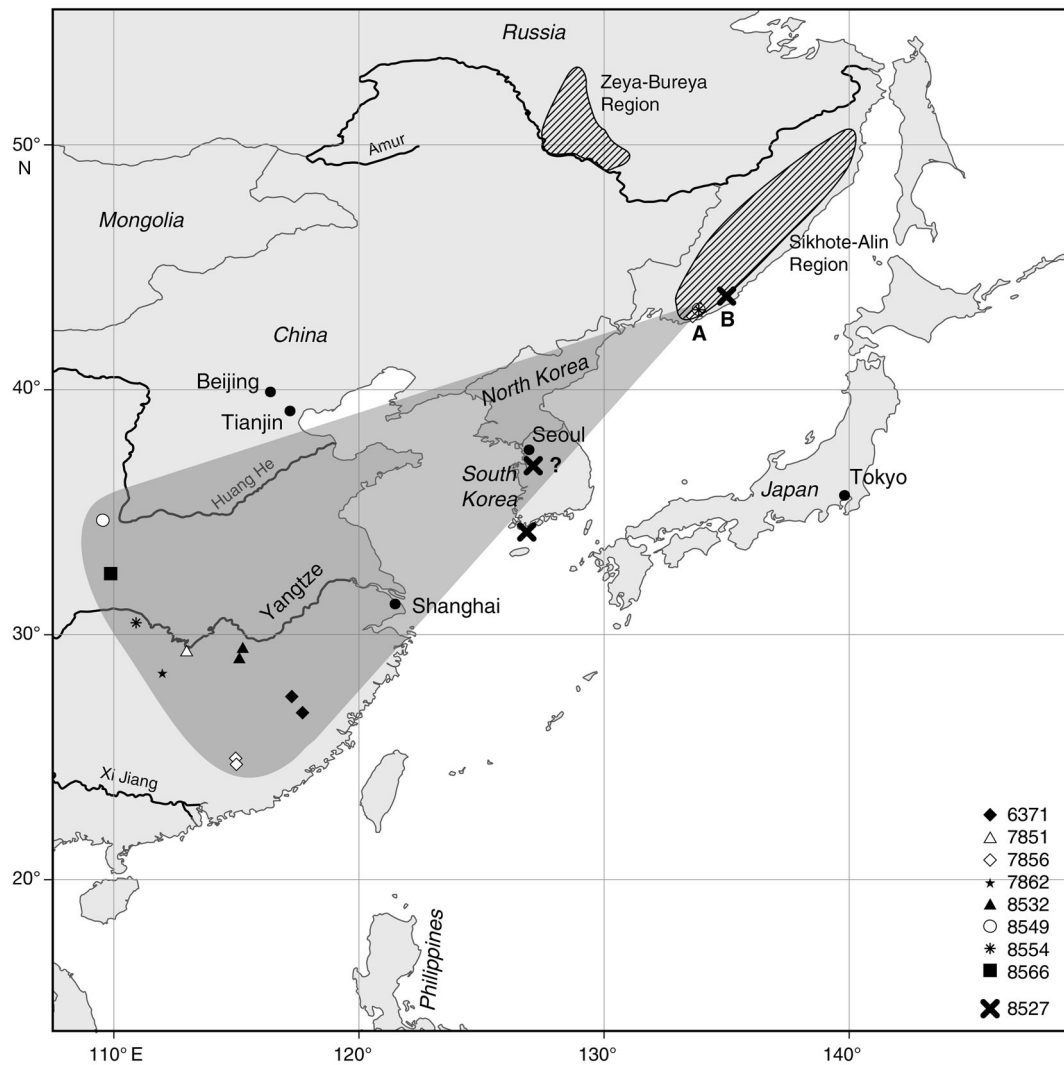 Russia
Zeya-Bureya
Region
50°
N
Amur
Mongolia
Sikhote-Alin
Region
A
B
China
Beijing
40°
North Korea
Tianjin
Seoul
?
South
Korea
Huang He
Japan
Tokyo
Yangtze
Shanghai
30°
Xi Jiang
20°
Philippines
6371
7851
7856
7862
8532
8549
8554
8566
8527
110° E
120°
130°
140°